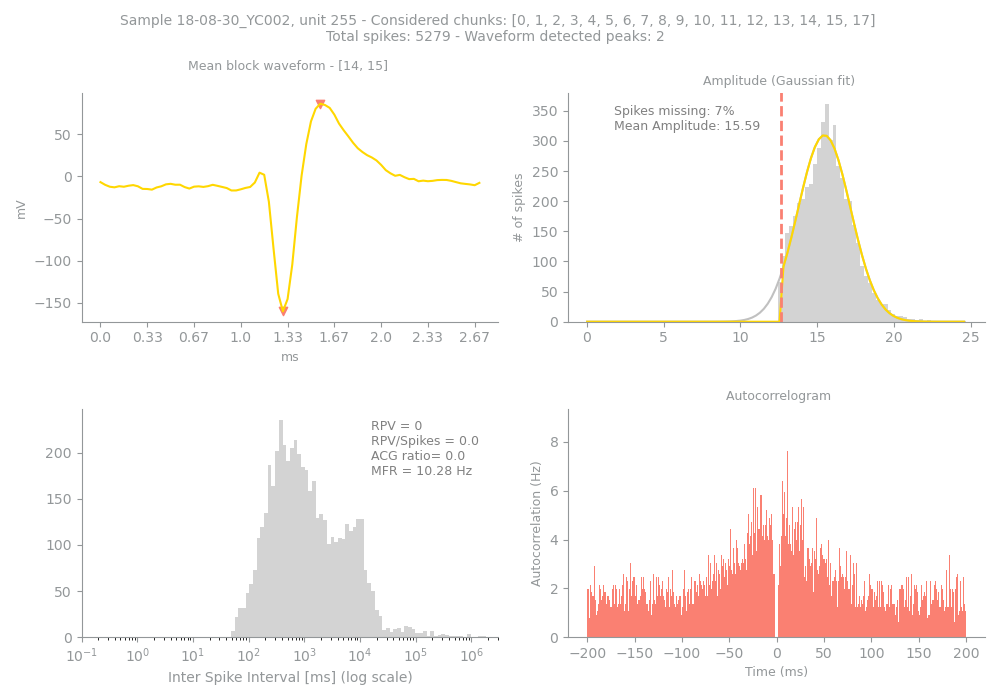 Sample 18-08-30_YC002, unit 255 - Considered chunks: [0, 1, 2, 3, 4, 5, 6, 7, 8, 9, 10, 11, 12, 13, 14, 15, 17]
Total spikes: 5279 - Waveform detected peaks: 2
Mean block waveform - [14, 15]
50
0
−50
−100
−150
mV
0.0 0.33 0.67 1.0 1.33 1.67 2.0 2.33 2.67
ms
Amplitude (Gaussian fit)
Spikes missing: 7%
Mean Amplitude: 15.59
350
300
250
200
150
100
50
0
# of spikes
0 5 10 15 20 25
RPV = 0
RPV/Spikes = 0.0
ACG ratio= 0.0
MFR = 10.28 Hz
200
150
100
50
0
10⁻¹ 10⁰ 10¹ 10² 10³ 10⁴ 10⁵ 10⁶
Inter Spike Interval [ms] (log scale)
Autocorrelogram
8
6
4
2
0
Autocorrelation (Hz)
−200 −150 −100 −50 0 50 100 150 200
Time (ms)